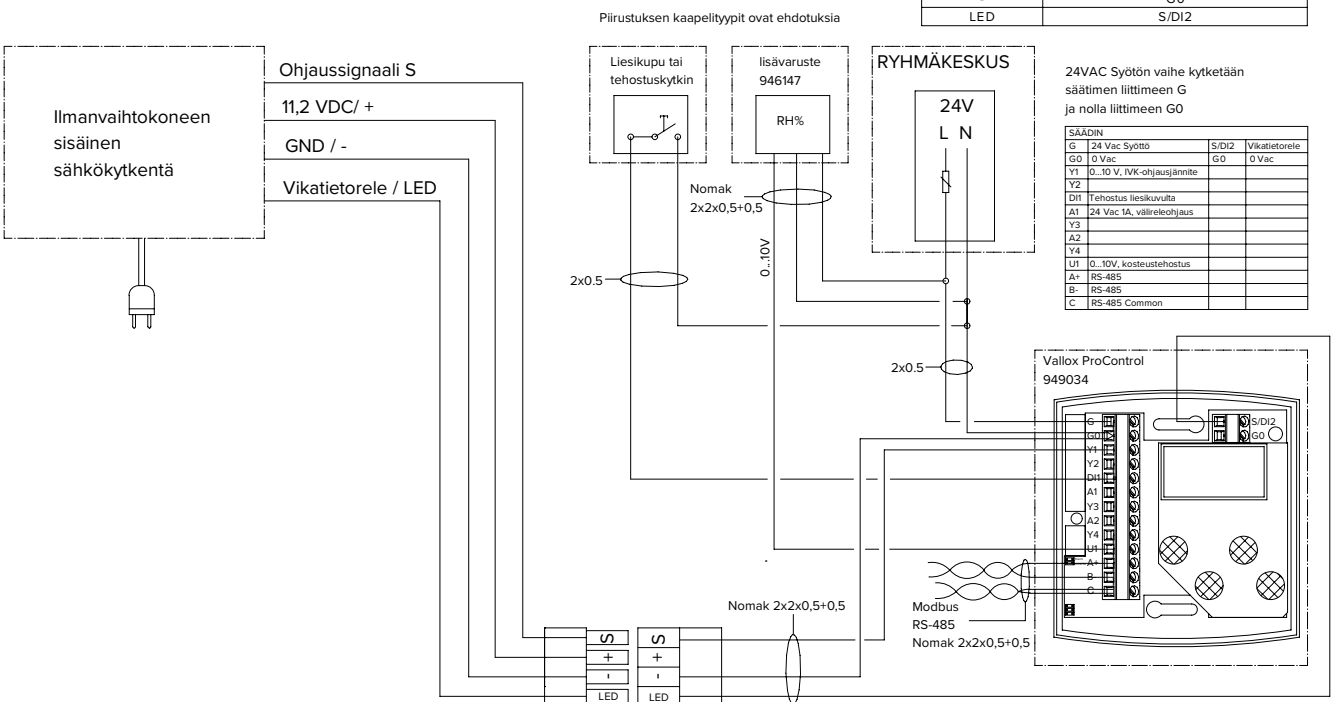 Piirustuksen kaapelityypit ovat ehdotuksia
G0
LED S/DI2
Ilmanvaihtokoneen
sisäinen
sähkökytkentä
Ohjaussignaali S
11,2 VDC/ +
GND / -
Vikatietorele / LED
Liesikupu tai
tehostuskytkin
lisävaruste
946147
RH%
RYHMÄKESKUS
24V
L N
24VAC Syötön vaihe kytketään
säätimen liittimeen G
ja nolla liittimeen G0
SÄÄDIN
G 24 Vac Syöttö S/DI2 Vikatietorele
G0 0 Vac G0 0 Vac
Y1 0...10 V, IVK-ohjausjännite
Y2
DI1 Tehostus liesikuvulta
A1 24 Vac 1A, välireleohjaus
Y3
A2
Y4
U1 0...10V, kosteustehostus
A+ RS-485
B- RS-485
C RS-485 Common
Nomak
2x2x0,5+0,5
0...10V
2x0.5
2x0.5
Vallox ProControl
949034
G
G0
Y1
Y2
DI1
A1
Y3
A2
Y4
U1
A+
B-
C
S/DI2
G0
Nomak 2x2x0,5+0,5
Modbus
RS-485
Nomak 2x2x0,5+0,5
S S
+ +
- -
LED LED